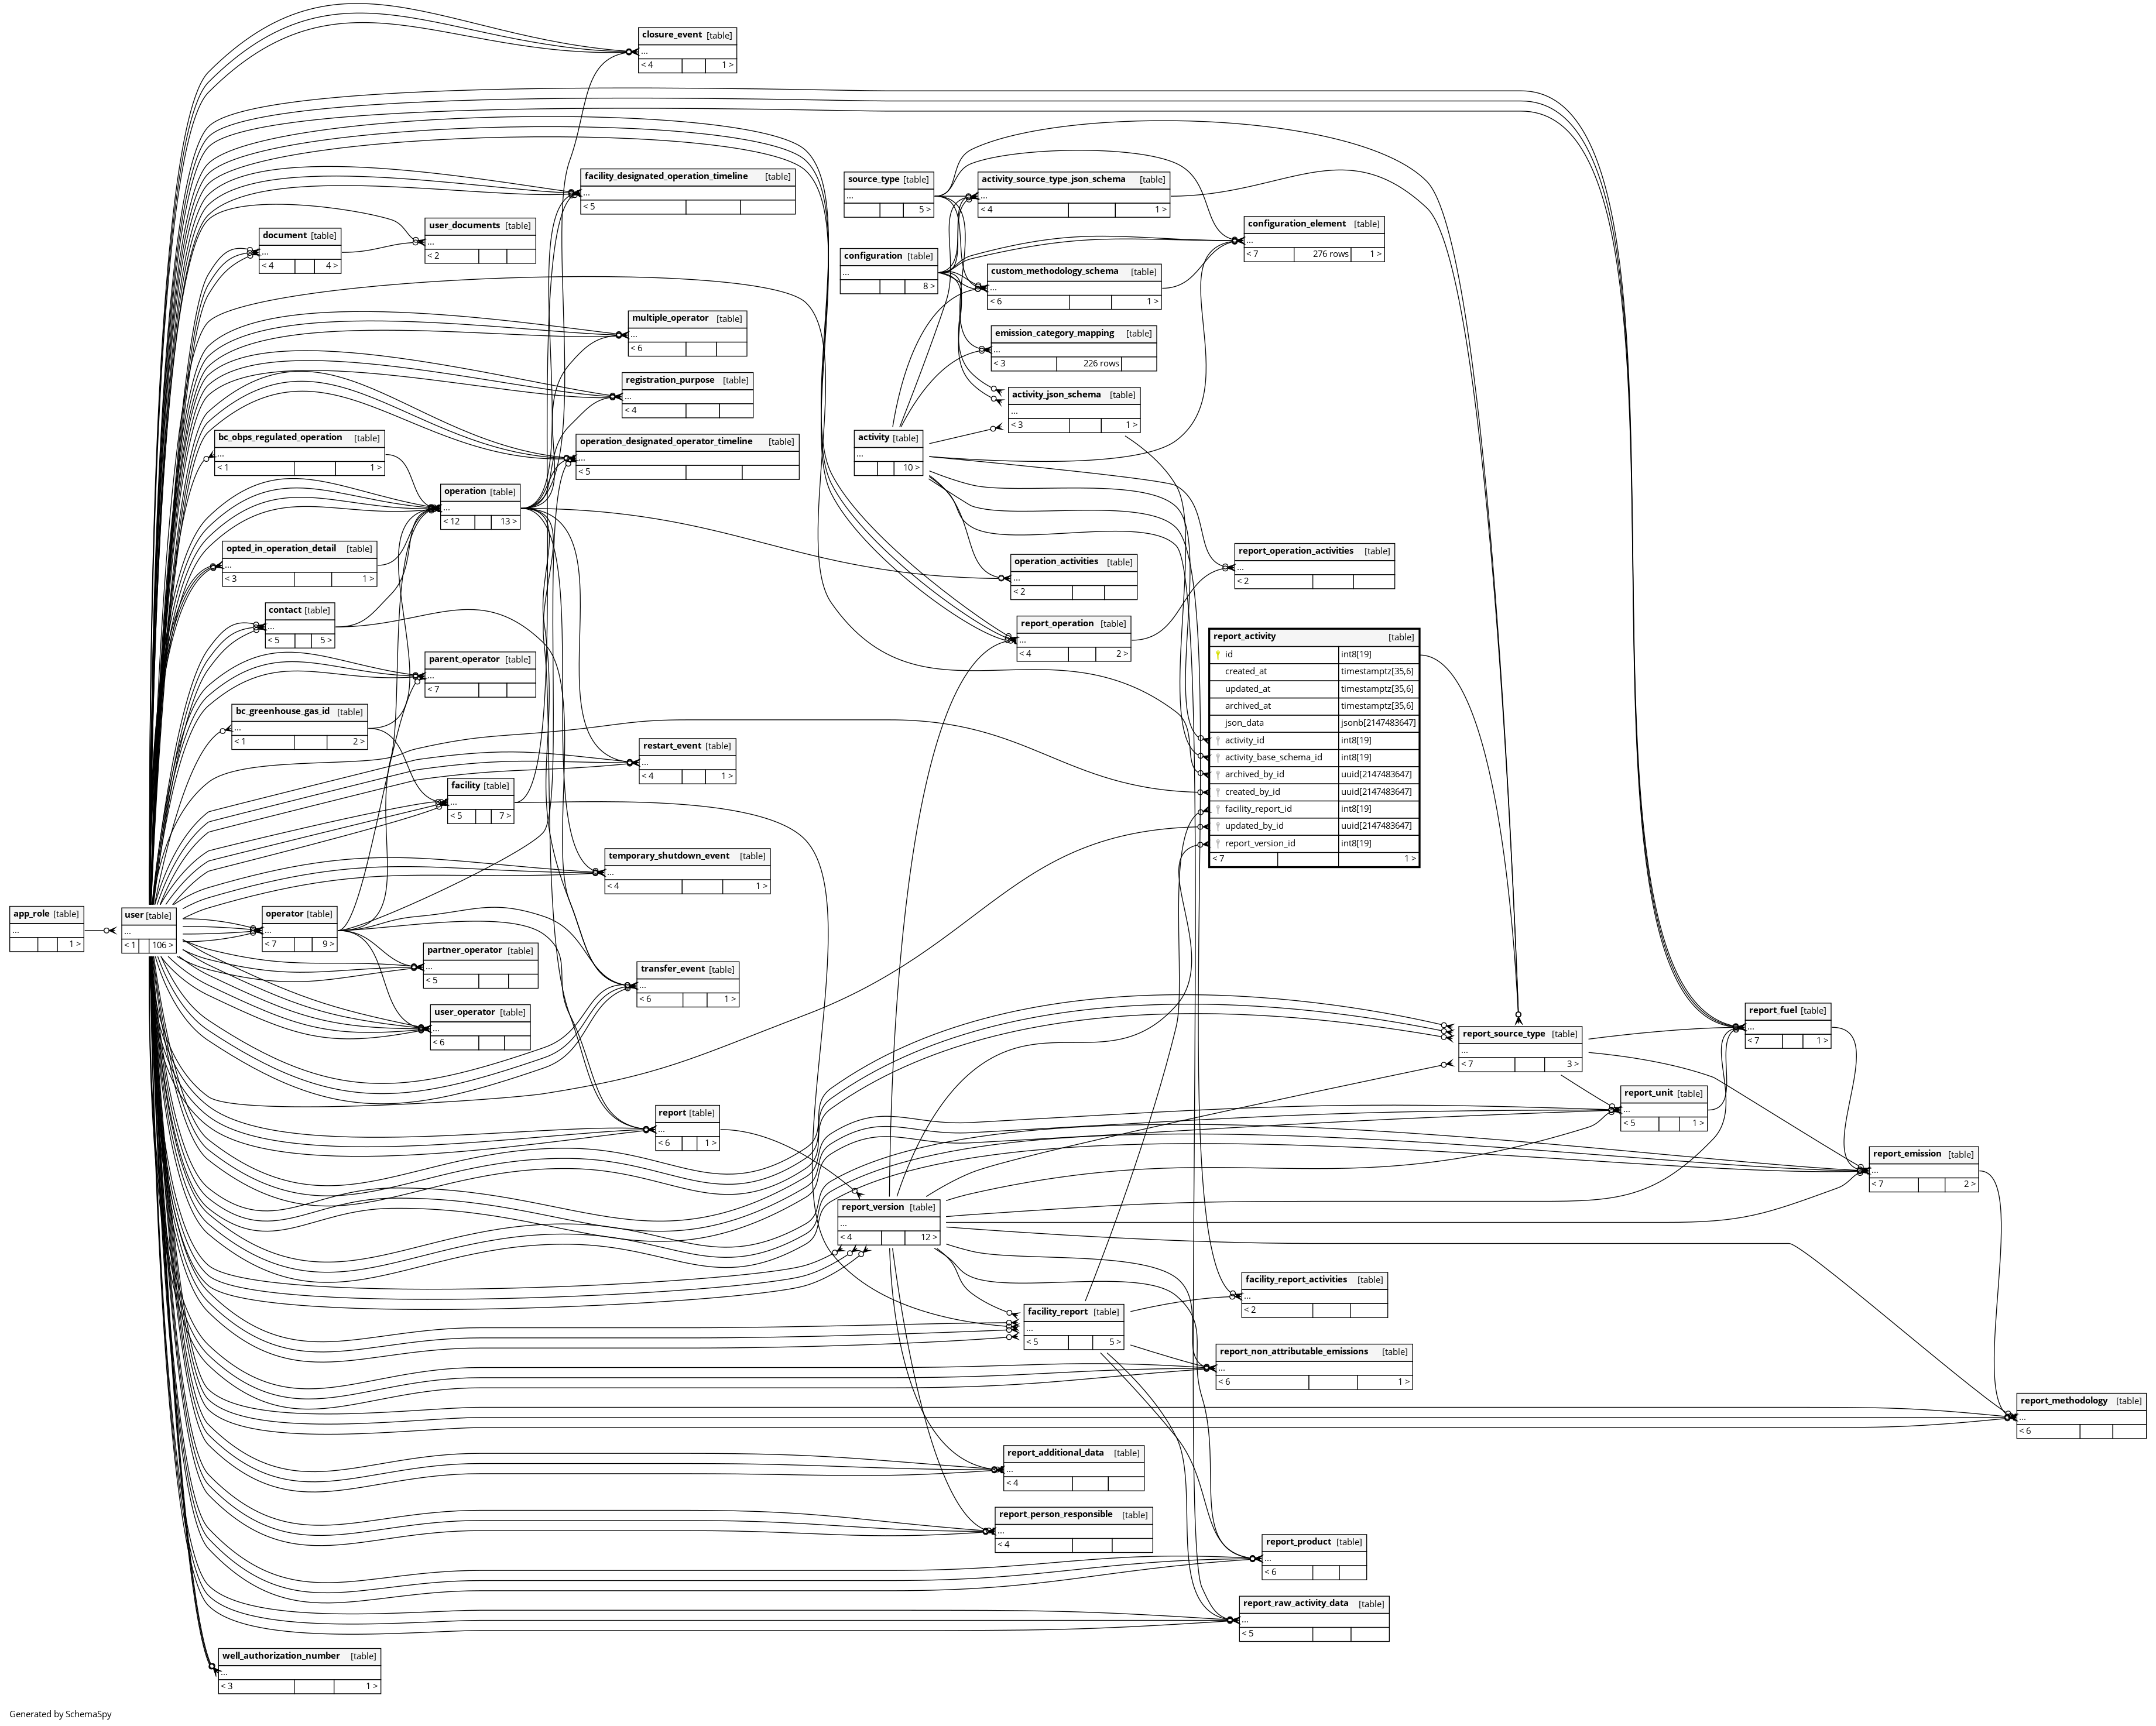 closure_event [table]
...
< 4 1 >
facility_designated_operation_timeline [table]
...
< 5
source_type [table]
...
5 >
activity_source_type_json_schema [table]
...
< 4 1 >
user_documents [table]
...
< 2
document [table]
...
< 4 4 >
configuration_element [table]
...
< 7 276 rows 1 >
configuration [table]
...
8 >
custom_methodology_schema [table]
...
< 6 1 >
multiple_operator [table]
...
< 6
emission_category_mapping [table]
...
< 3 226 rows
registration_purpose [table]
...
< 4
activity_json_schema [table]
...
< 3 1 >
bc_obps_regulated_operation [table]
...
< 1 1 >
operation_designated_operator_timeline [table]
...
< 5
activity [table]
...
10 >
operation [table]
...
< 12 13 >
opted_in_operation_detail [table]
...
< 3 1 >
report_operation_activities [table]
...
< 2
operation_activities [table]
...
< 2
contact [table]
...
< 5 5 >
report_operation [table]
...
< 4 2 >
report_activity [table]
id int8[19]
created_at timestamptz[35,6]
updated_at timestamptz[35,6]
archived_at timestamptz[35,6]
json_data jsonb[2147483647]
activity_id int8[19]
activity_base_schema_id int8[19]
archived_by_id uuid[2147483647]
created_by_id uuid[2147483647]
facility_report_id int8[19]
updated_by_id uuid[2147483647]
report_version_id int8[19]
< 7 1 >
parent_operator [table]
...
< 7
bc_greenhouse_gas_id [table]
...
< 1 2 >
restart_event [table]
...
< 4 1 >
facility [table]
...
< 5 7 >
temporary_shutdown_event [table]
...
< 4 1 >
app_role [table]
...
1 >
user [table]
...
< 1 106 >
operator [table]
...
< 7 9 >
partner_operator [table]
...
< 5
transfer_event [table]
...
< 6 1 >
user_operator [table]
...
< 6
report_fuel [table]
...
< 7 1 >
report_source_type [table]
...
< 7 3 >
report_unit [table]
...
< 5 1 >
report [table]
...
< 6 1 >
report_emission [table]
...
< 7 2 >
report_version [table]
...
< 4 12 >
facility_report_activities [table]
...
< 2
facility_report [table]
...
< 5 5 >
report_non_attributable_emissions [table]
...
< 6 1 >
report_methodology [table]
...
< 6
report_additional_data [table]
...
< 4
report_person_responsible [table]
...
< 4
report_product [table]
...
< 6
report_raw_activity_data [table]
...
< 5
well_authorization_number [table]
...
< 3 1 >
Generated by SchemaSpy